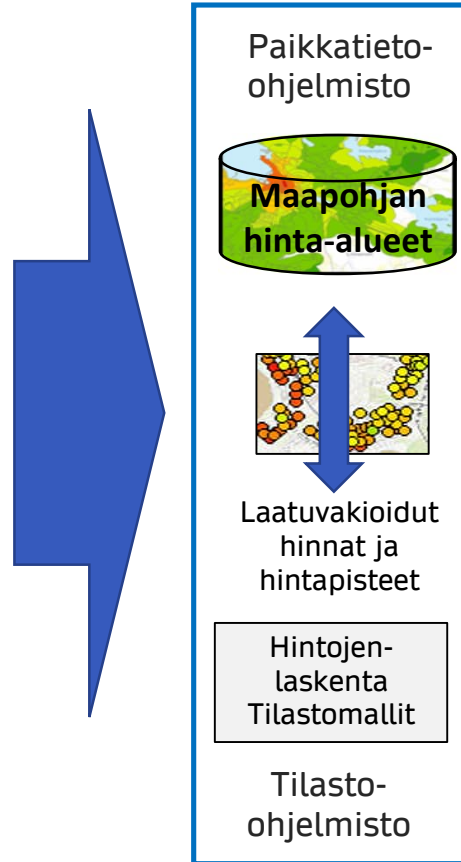 Paikkatieto-
ohjelmisto
Maapohjan
hinta-alueet
Laatuvakioidut
hinnat ja
hintapisteet
Hintojen-
laskenta
Tilastomallit
Tilasto-
ohjelmisto